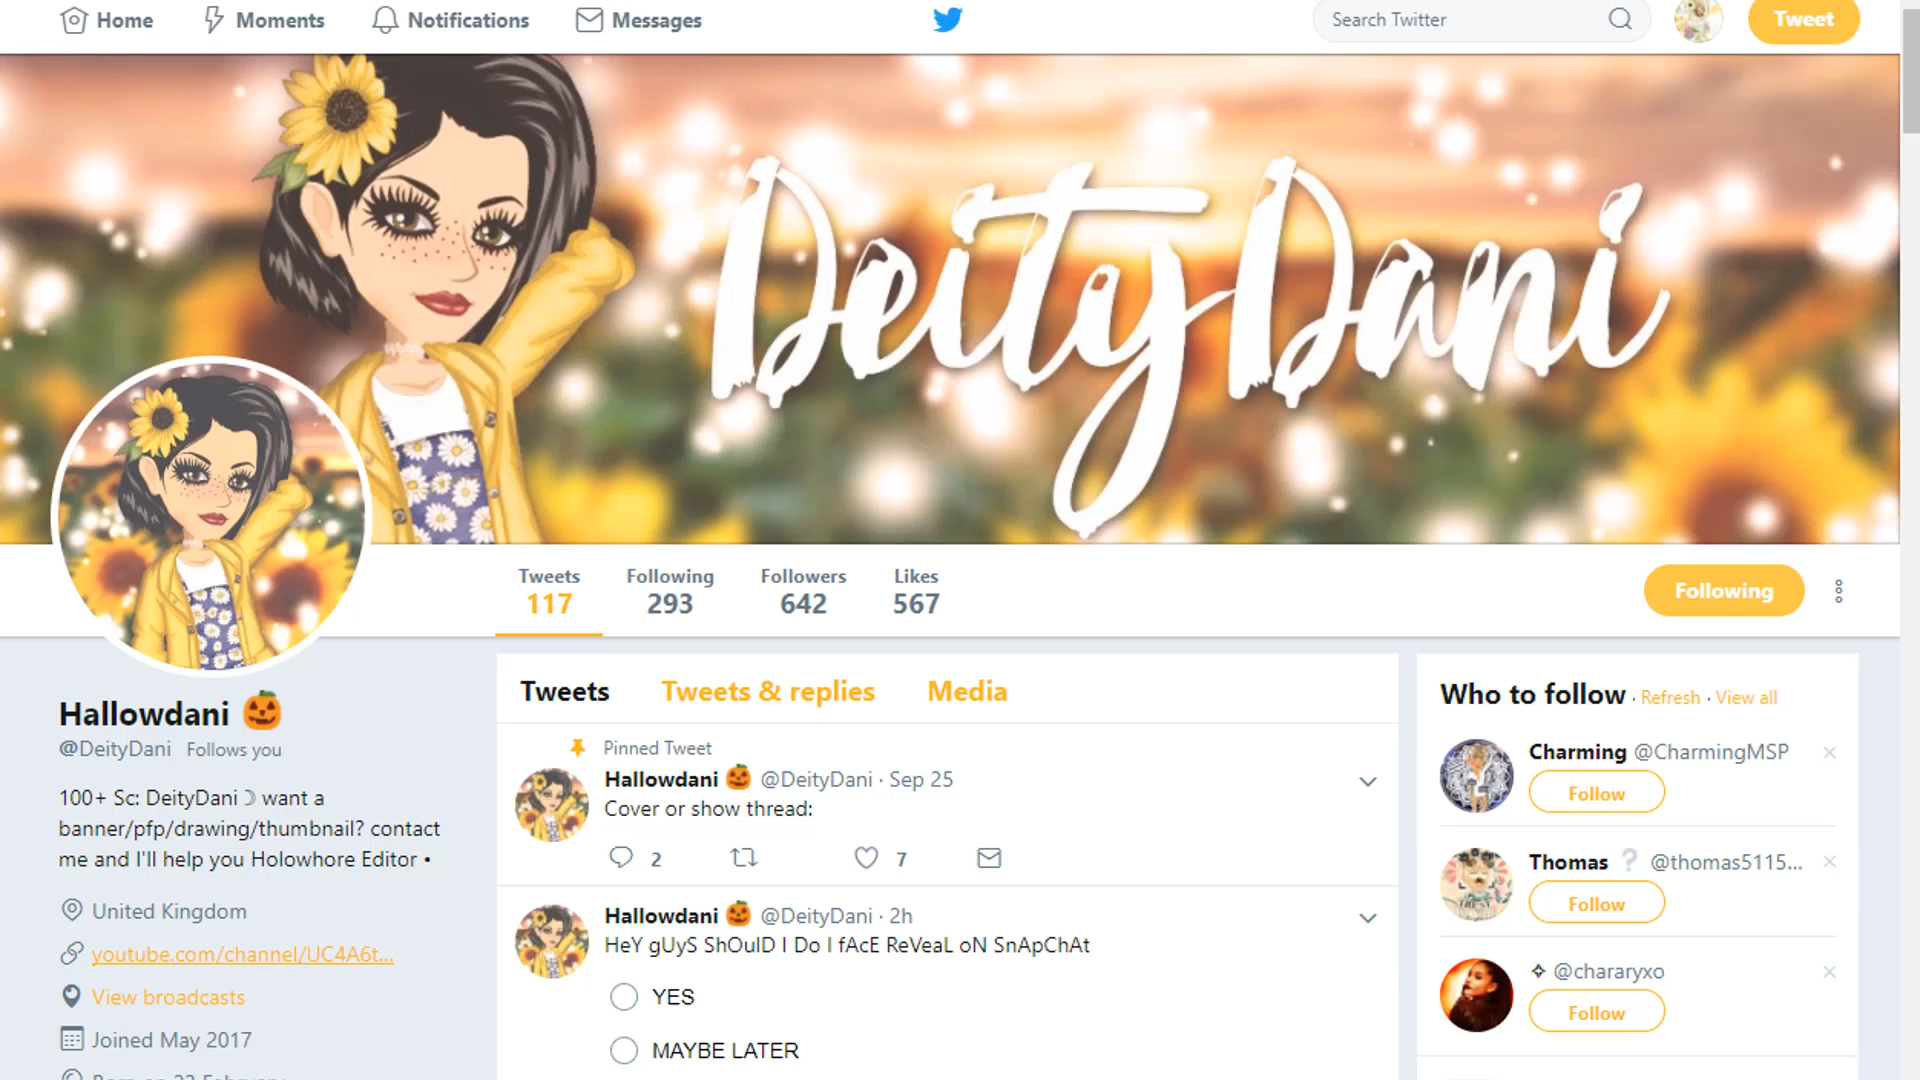 Home Moments Notifications Messages Search Twitter Tweet
DeityDani
Tweets Following Followers Likes
117 293 642 567
Following
Hallowdani
@DeityDani Follows you
100+ Sc: DeityDani☽ want a
banner/pfp/drawing/thumbnail? contact
me and I'll help you Holowhore Editor •
United Kingdom
youtube.com/channel/UC4A6t...
View broadcasts
Joined May 2017
Born on 23 February
Tweets Tweets & replies Media
Pinned Tweet
Hallowdani @DeityDani · Sep 25
Cover or show thread:
2 7
Hallowdani @DeityDani · 2h
HeY gUyS ShOulD I Do I fAcE ReVeaL oN SnApChAt
YES
MAYBE LATER
Who to follow · Refresh · View all
Charming @CharmingMSP
Follow
Thomas ❔ @thomas5115...
Follow
✧ @chararyxo
Follow